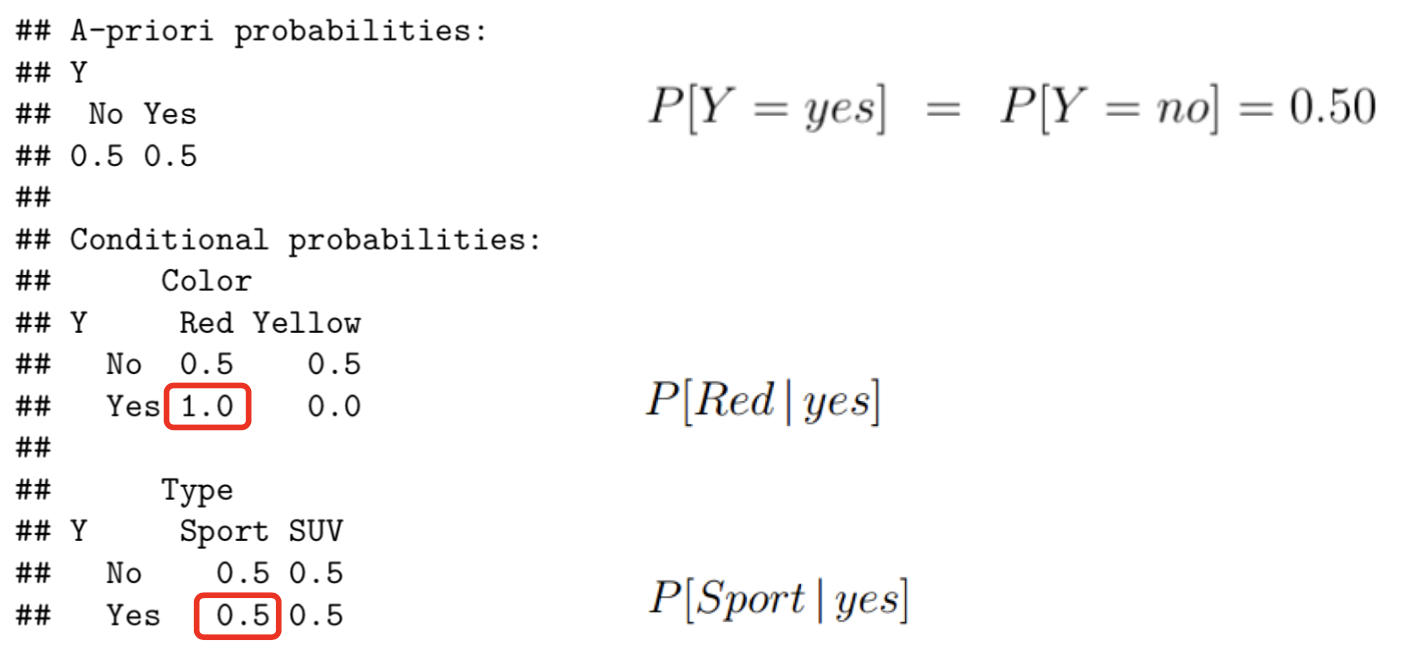 ## A-priori probabilities:
## Y
##  No Yes
## 0.5 0.5
##
## Conditional probabilities:
##      Color
## Y     Red Yellow
##   No  0.5    0.5
##   Yes 1.0    0.0
##
##      Type
## Y     Sport SUV
##   No    0.5 0.5
##   Yes   0.5 0.5
P[Y = yes] = P[Y = no] = 0.50
P[Red | yes]
P[Sport | yes]